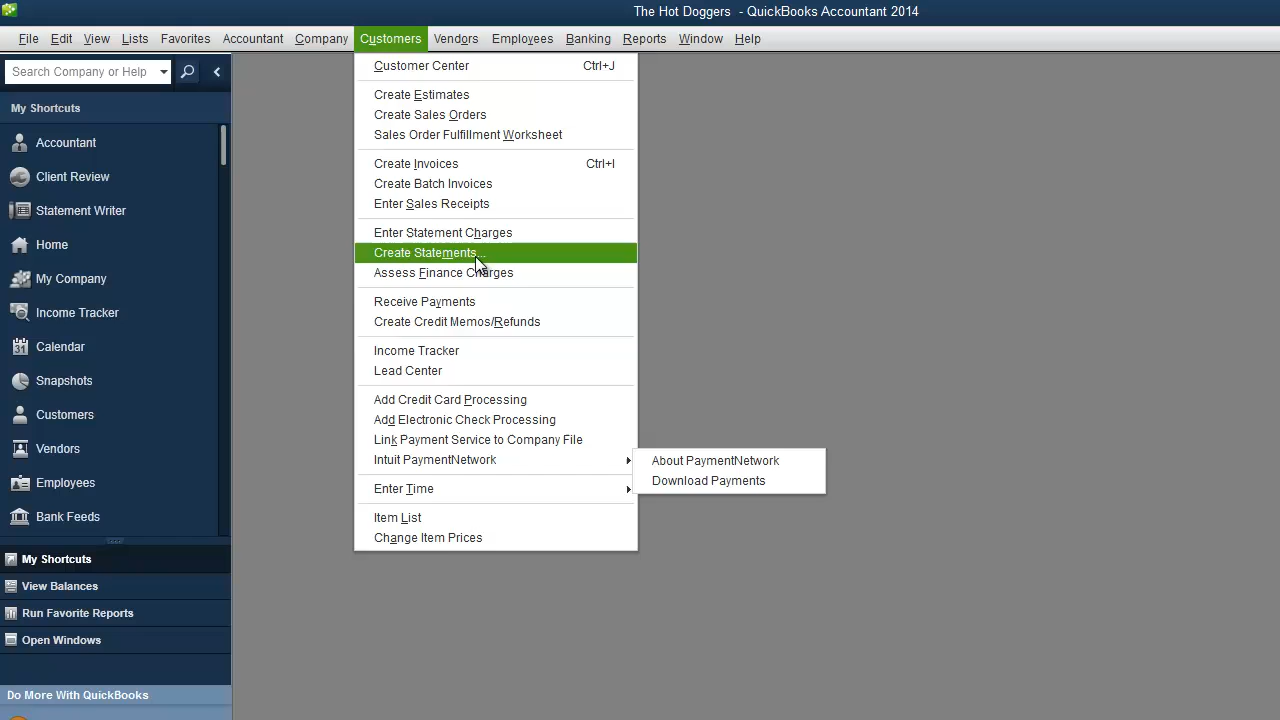 The Hot Doggers - QuickBooks Accountant 2014
File Edit View Lists Favorites Accountant Company Customers Vendors Employees Banking Reports Window Help
Search Company or Help
My Shortcuts
Accountant
Client Review
Statement Writer
Home
My Company
Income Tracker
31 Calendar
Snapshots
Customers
Vendors
Employees
Bank Feeds
My Shortcuts
View Balances
Run Favorite Reports
Open Windows
Do More With QuickBooks
Customer Center Ctrl+J
Create Estimates
Create Sales Orders
Sales Order Fulfillment Worksheet
Create Invoices Ctrl+I
Create Batch Invoices
Enter Sales Receipts
Enter Statement Charges
Create Statements...
Assess Finance Charges
Receive Payments
Create Credit Memos/Refunds
Income Tracker
Lead Center
Add Credit Card Processing
Add Electronic Check Processing
Link Payment Service to Company File
Intuit PaymentNetwork
Enter Time
Item List
Change Item Prices
About PaymentNetwork
Download Payments